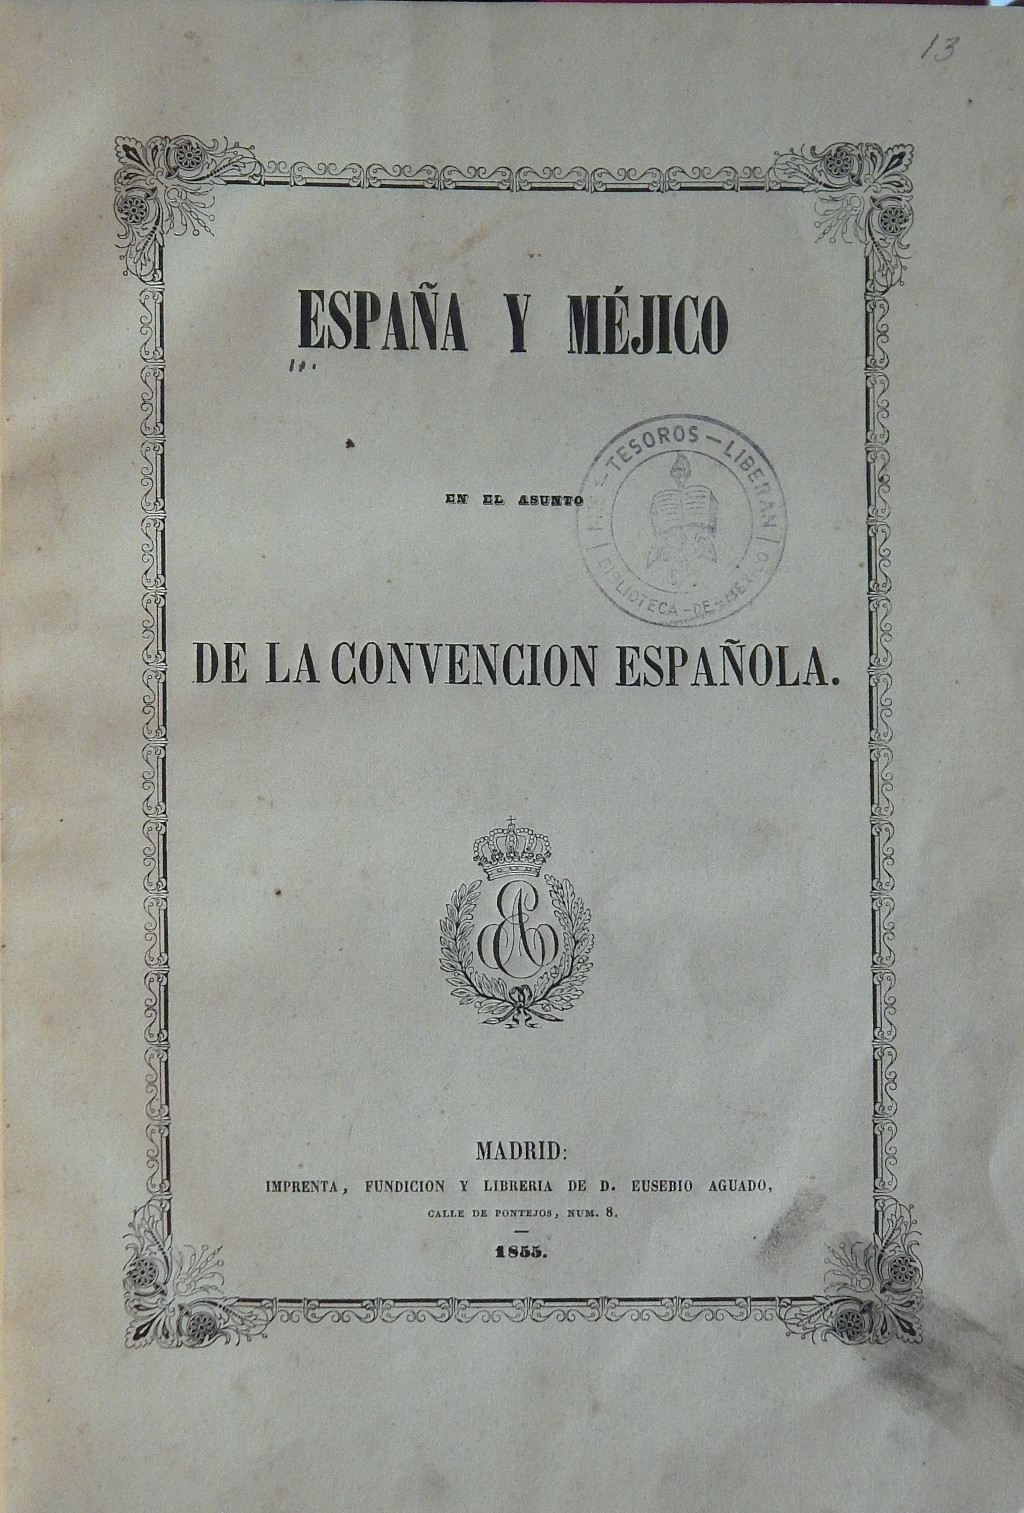 13
ESPAÑA Y MÉJICO
EN EL ASUNTO
TESOROS - LIBERAN
BIBLIOTECA - DE - MEXICO
DE LA CONVENCION ESPAÑOLA.
EA
MADRID:
IMPRENTA, FUNDICION Y LIBRERIA DE D. EUSEBIO AGUADO,
CALLE DE PONTEJOS, NUM. 8.
1855.